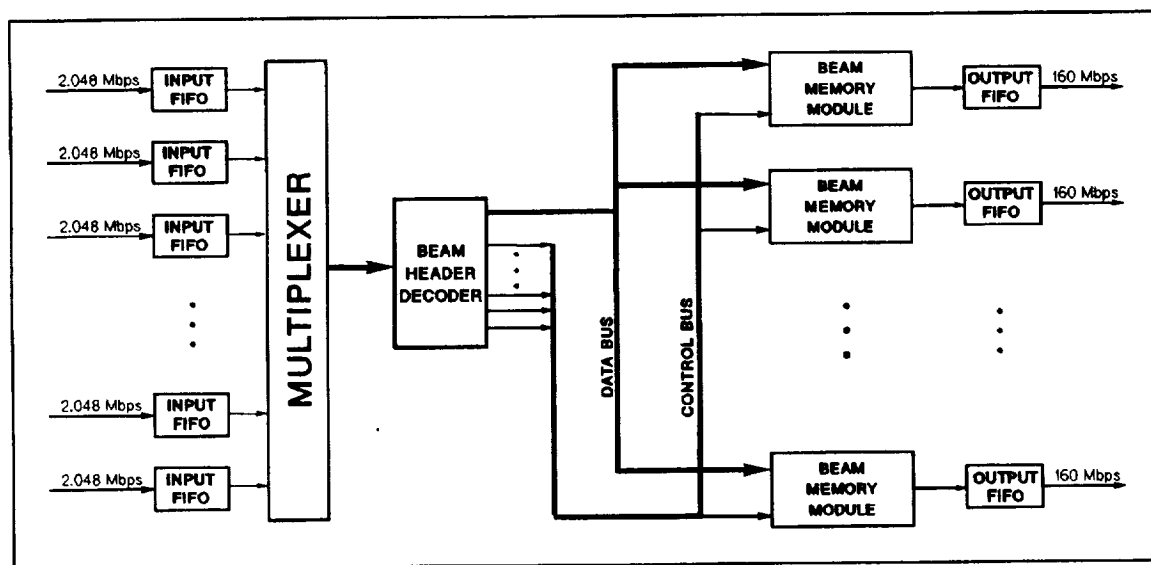 2.048 Mbps
INPUT
FIFO
2.048 Mbps
INPUT
FIFO
2.048 Mbps
INPUT
FIFO
2.048 Mbps
INPUT
FIFO
2.048 Mbps
INPUT
FIFO
MULTIPLEXER
BEAM
HEADER
DECODER
DATA BUS
CONTROL BUS
BEAM
MEMORY
MODULE
OUTPUT
FIFO
160 Mbps
BEAM
MEMORY
MODULE
OUTPUT
FIFO
160 Mbps
BEAM
MEMORY
MODULE
OUTPUT
FIFO
160 Mbps